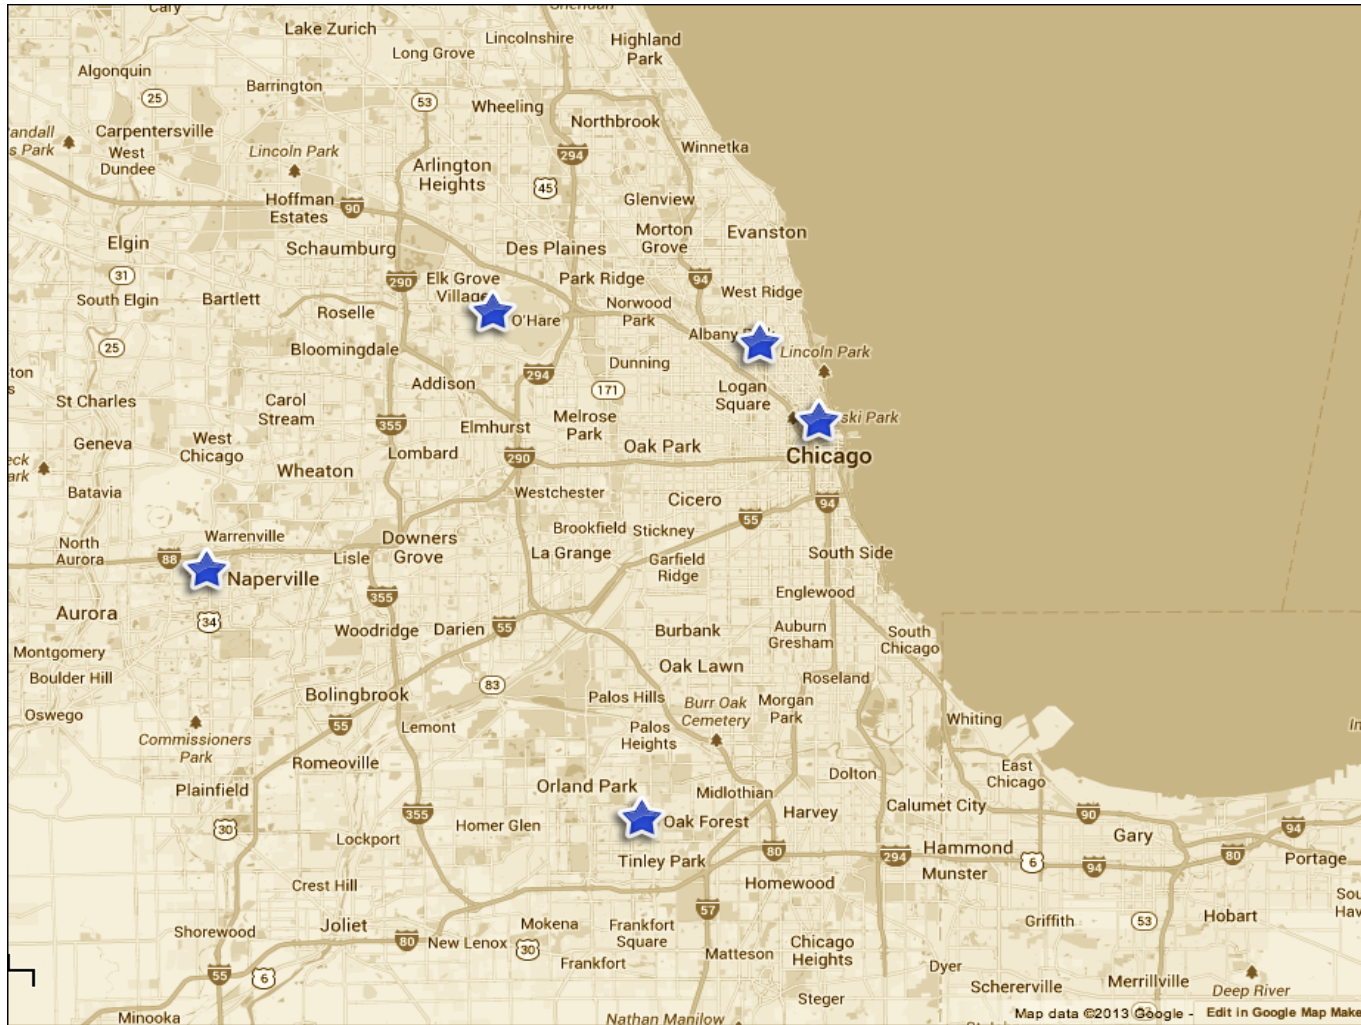 Cary
Sheridan
Lake Zurich
Lincolnshire
Highland
Park
Long Grove
Algonquin
Barrington
25
53
Wheeling
Northbrook
Carpentersville
Park
West
Dundee
Lincoln Park
Winnetka
294
Arlington
Heights
45
Glenview
Hoffman
Estates
90
Morton
Grove
Evanston
Elgin
Schaumburg
Des Plaines
31
290
Elk Grove
Village
Park Ridge
94
West Ridge
South Elgin
Bartlett
Roselle
O'Hare
Norwood
Park
Albany
25
Bloomingdale
Lincoln Park
Dunning
294
Addison
171
Logan
Square
St Charles
Carol
Stream
355
Melrose
Park
ski Park
Elmhurst
Geneva
West
Chicago
Lombard
290
Oak Park
Chicago
Wheaton
Batavia
Westchester
Cicero
94
55
Brookfield
Stickney
North
Aurora
Warrenville
88
Lisle
Downers
Grove
La Grange
Garfield
Ridge
South Side
Naperville
355
Englewood
Aurora
34
Woodridge
Darien
55
Burbank
Auburn
Gresham
South
Chicago
Montgomery
Boulder Hill
Oak Lawn
Roseland
83
Bolingbrook
Palos Hills
Burr Oak
Cemetery
Morgan
Park
Oswego
55
Lemont
Palos
Heights
Whiting
Commissioners
Park
Romeoville
East
Chicago
Dolton
Plainfield
Orland Park
Midlothian
Harvey
Calumet City
355
90
30
Lockport
Homer Glen
Oak Forest
94
Gary
Tinley Park
80
294
Hammond
6
94
80
Portage
Munster
Crest Hill
Homewood
57
Joliet
Mokena
Frankfort
Square
Griffith
53
Hobart
Shorewood
80
New Lenox
30
Matteson
Chicago
Heights
Frankfort
55
6
Dyer
Schererville
Merrillville
Deep River
Steger
Minooka
Nathan Manilow
Map data ©2013 Google -
Edit in Google Map Make